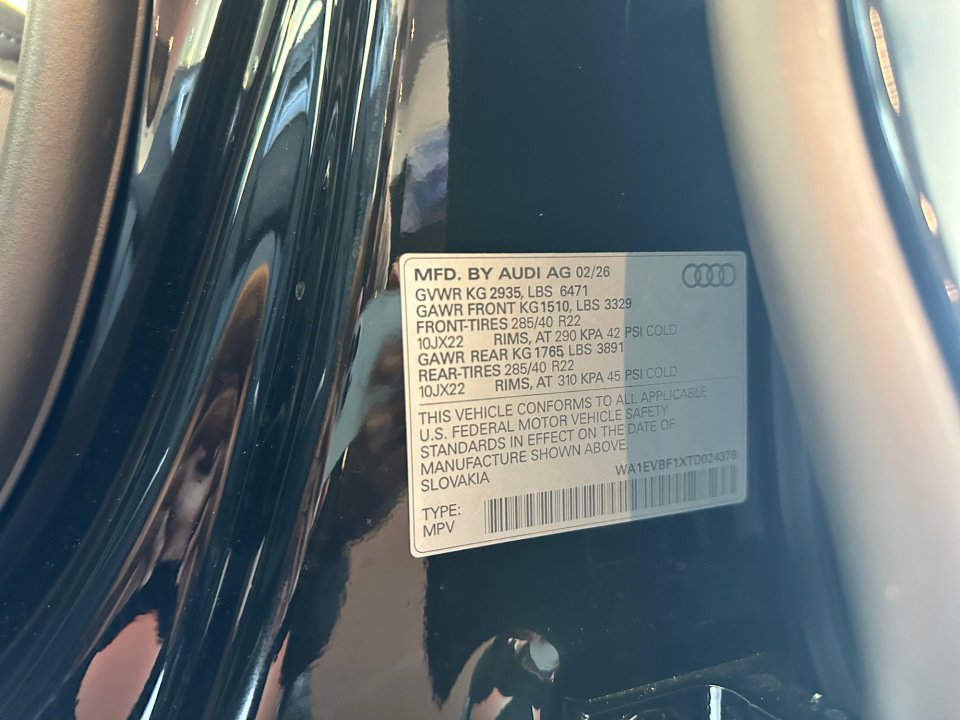 MFD. BY AUDI AG 02/26
GVWR KG 2935, LBS 6471
GAWR FRONT KG1510, LBS 3329
FRONT-TIRES 285/40 R22
10JX22 RIMS, AT 290 KPA 42 PSI COLD
GAWR REAR KG1765, LBS 3891
REAR-TIRES 285/40 R22
10JX22 RIMS, AT 310 KPA 45 PSI COLD
THIS VEHICLE CONFORMS TO ALL APPLICABLE
U.S. FEDERAL MOTOR VEHICLE SAFETY
STANDARDS IN EFFECT ON THE DATE OF
MANUFACTURE SHOWN ABOVE.
SLOVAKIA
WA1EVBF1XTD024378
TYPE:
MPV